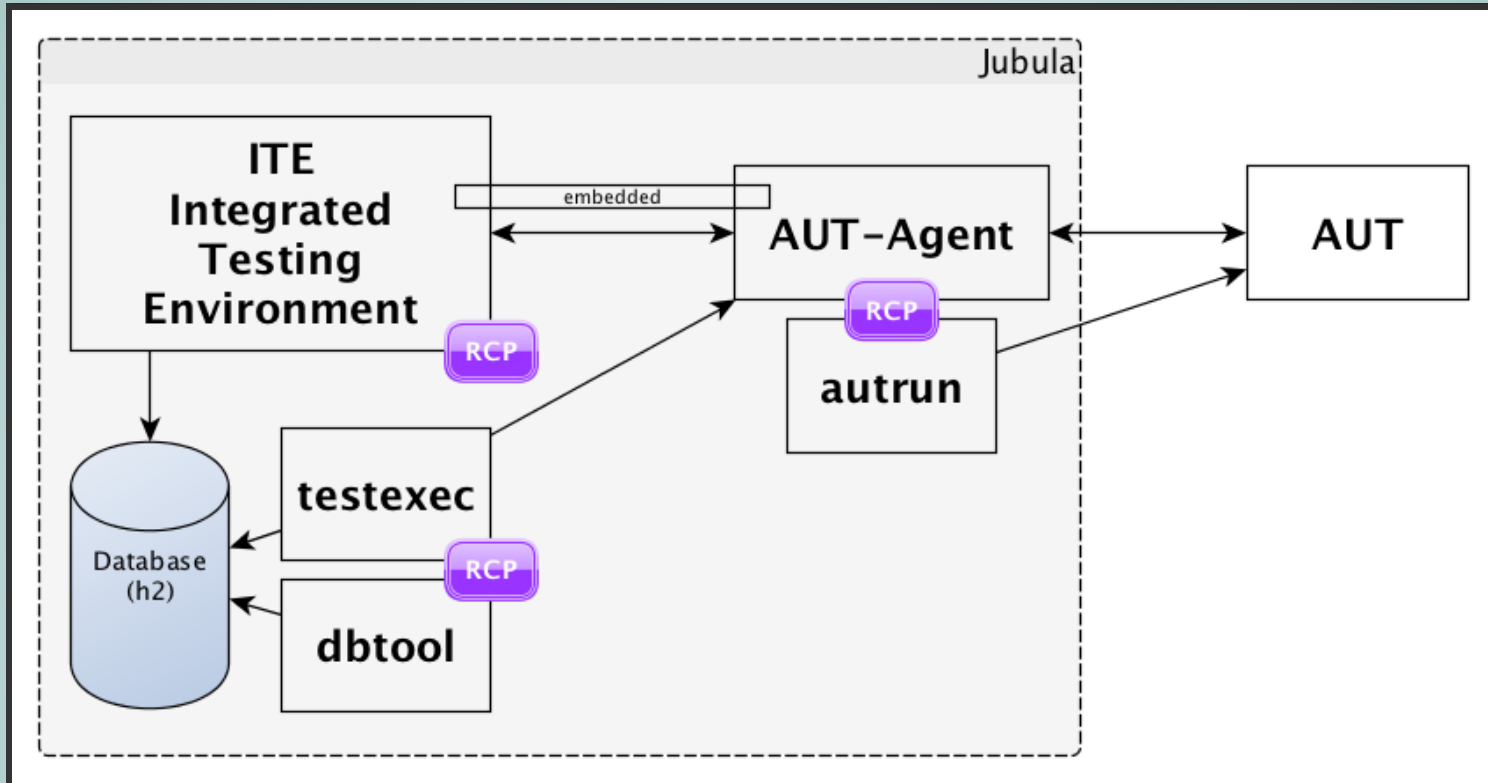 Jubula
ITE
Integrated
Testing
Environment
embedded
AUT-Agent
AUT
RCP
RCP
autrun
testexec
Database
(h2)
RCP
dbtool